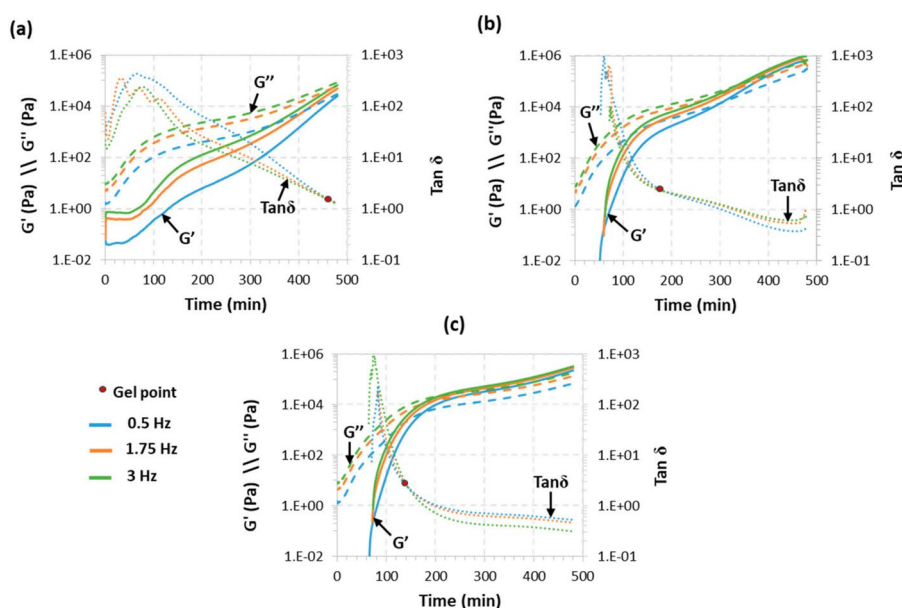 (a)
G' (Pa) \\ G'' (Pa)
1.E+06
1.E+04
1.E+02
1.E+00
1.E-02
G''
G'
Tanδ
1.E+03
1.E+02
1.E+01
1.E+00
1.E-01
Tan δ
0 100 200 300 400 500
Time (min)
(b)
G' (Pa) \\ G''(Pa)
1.E+06
1.E+04
1.E+02
1.E+00
1.E-02
G''
G'
Tanδ
1.E+03
1.E+02
1.E+01
1.E+00
1.E-01
Tan δ
0 100 200 300 400 500
Time (min)
(c)
G' (Pa) \\ G'' (Pa)
1.E+06
1.E+04
1.E+02
1.E+00
1.E-02
G''
G'
Tanδ
1.E+03
1.E+02
1.E+01
1.E+00
1.E-01
Tan δ
0 100 200 300 400 500
Time (min)
Gel point
0.5 Hz
1.75 Hz
3 Hz